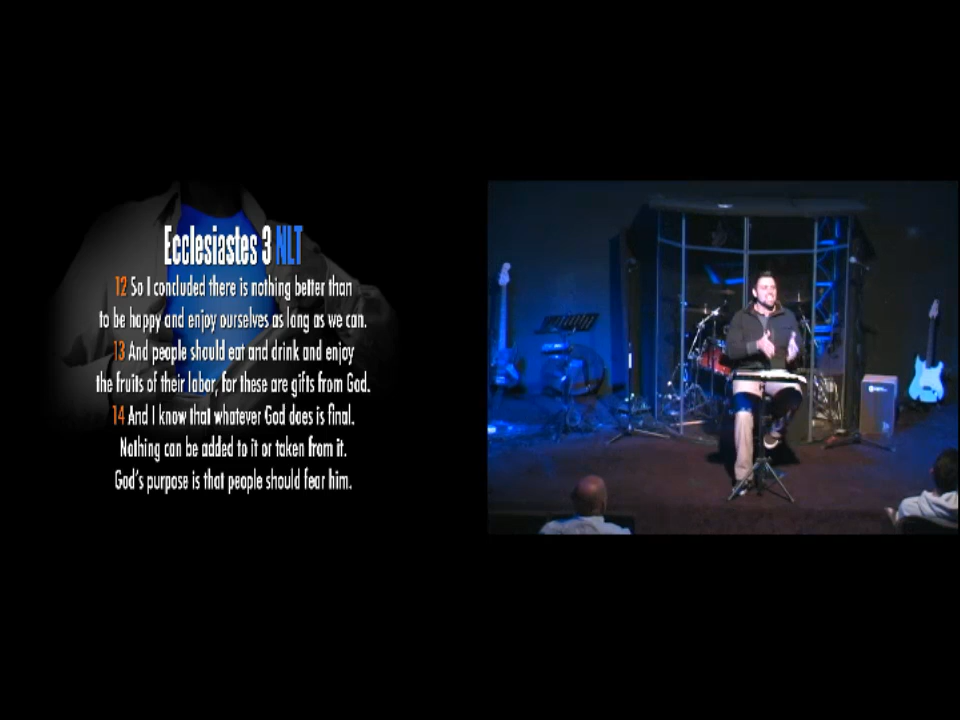 Ecclesiastes 3 NLT
12 So I concluded there is nothing better than
to be happy and enjoy ourselves as long as we can.
13 And people should eat and drink and enjoy
the fruits of their labor, for these are gifts from God.
14 And I know that whatever God does is final.
Nothing can be added to it or taken from it.
God's purpose is that people should fear him.